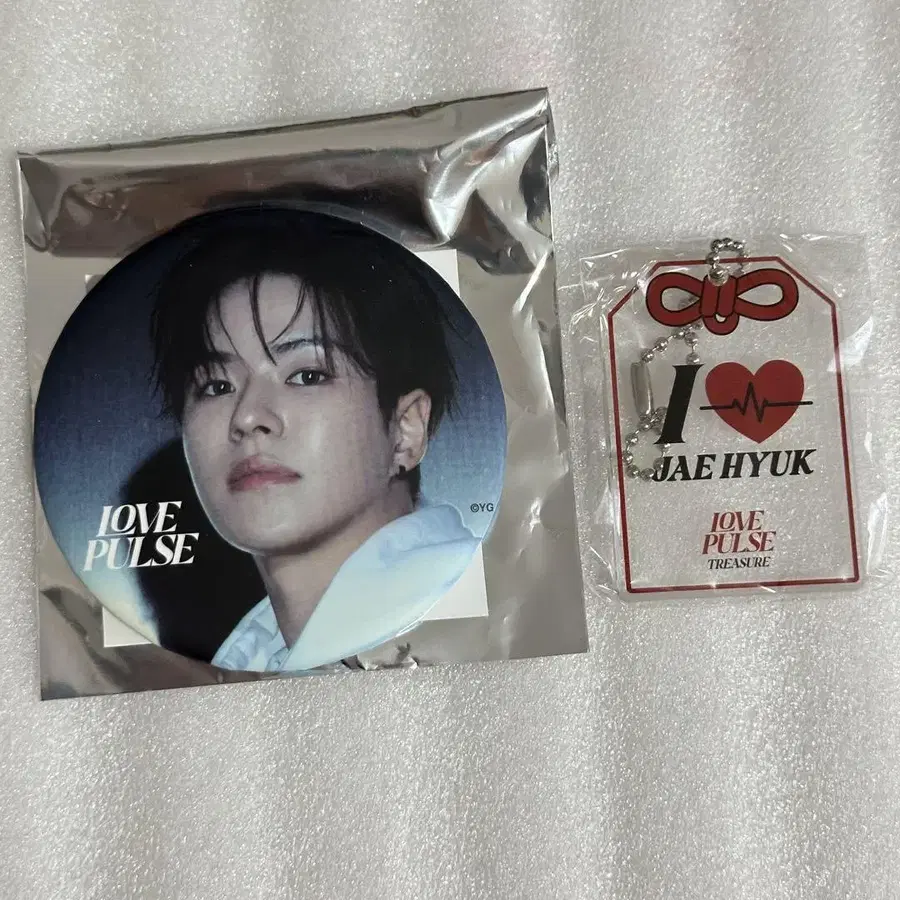 LOVE
PULSE
©YG
I
JAE HYUK
LOVE
PULSE
TREASURE